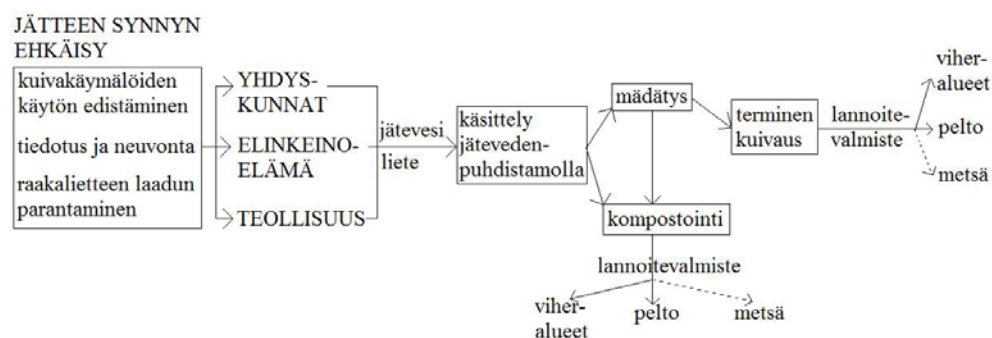 JÄTTEEN SYNNYN
EHKÄISY
kuivakäymälöiden
käytön edistäminen
tiedotus ja neuvonta
raakalietteen laadun
parantaminen
YHDYS-
KUNNAT
ELINKEINO-
ELÄMÄ
TEOLLISUUS
jätevesi
liete
käsittely
jäteveden-
puhdistamolla
mädätys
kompostointi
lannoitevalmiste
viher-
alueet
pelto
metsä
terminen
kuivaus
lannoite-
valmiste
viher-
alueet
pelto
metsä